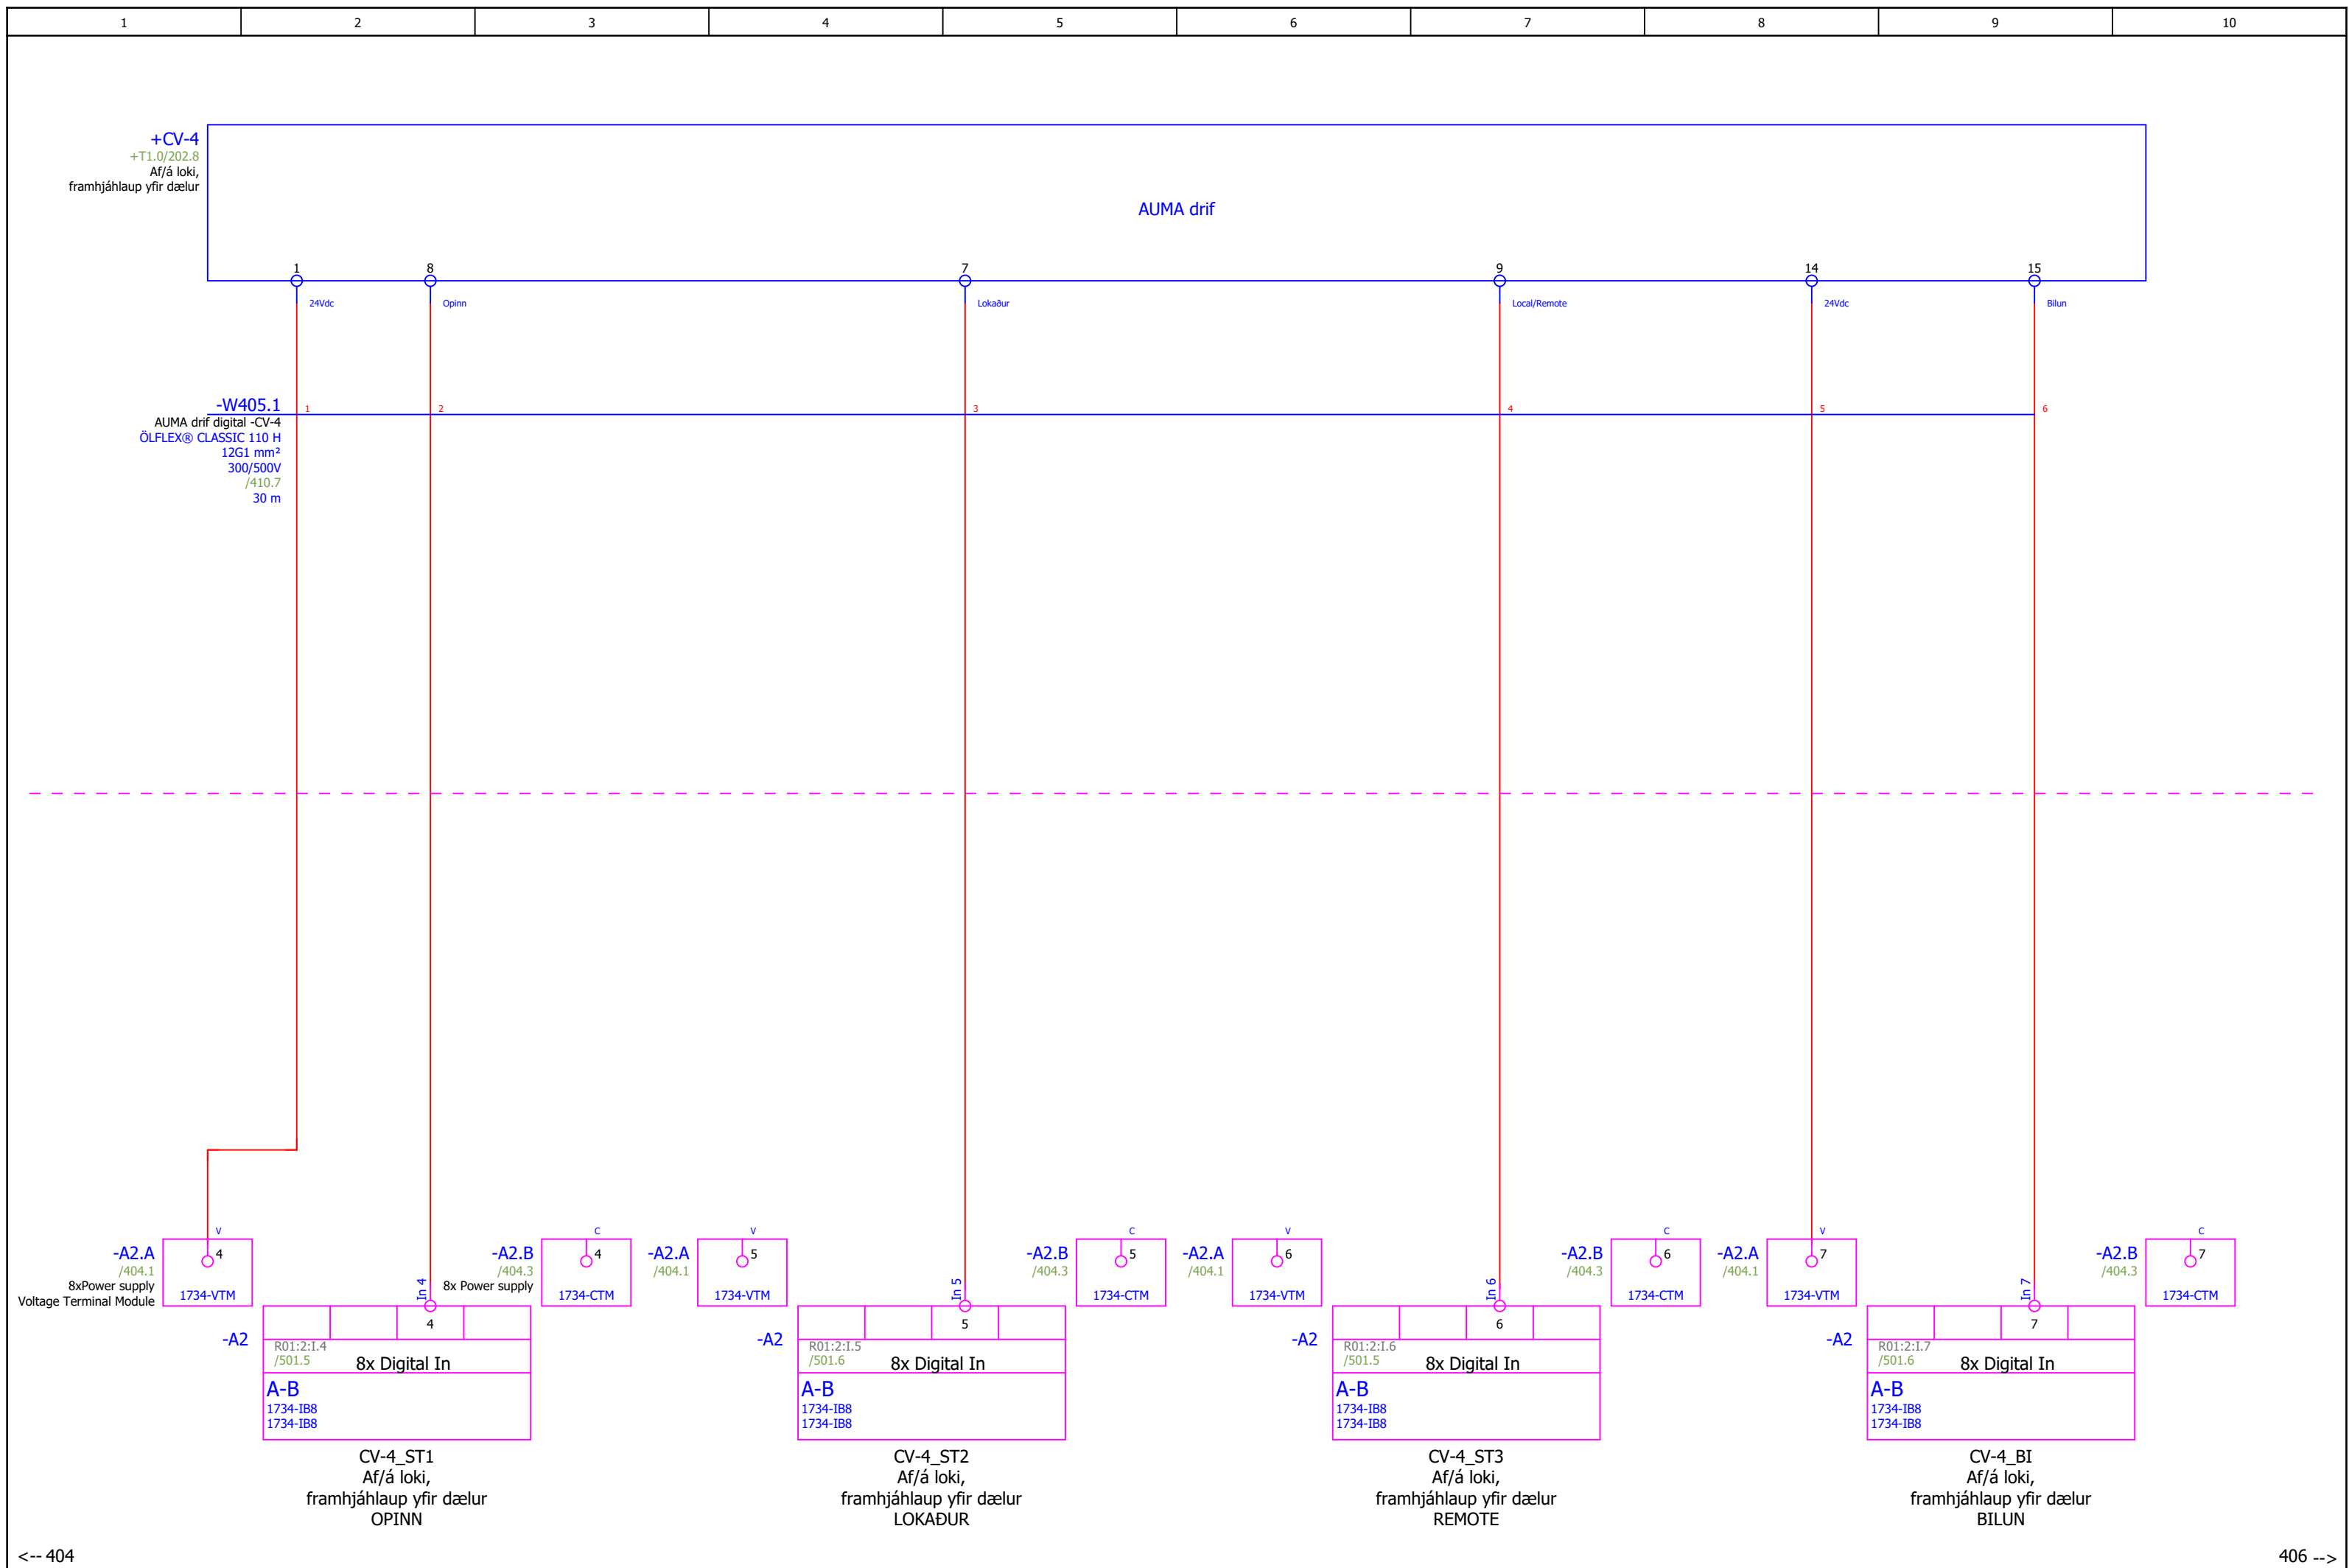 1 2 3 4 5 6 7 8 9 10
+CV-4
+T1.0/202.8
Af/á loki,
framhjáhlaup yfir dælur
AUMA drif
1 8 7 9 14 15
24Vdc Opinn Lokaður Local/Remote 24Vdc Bilun
-W405.1
1 2 3 4 5 6
AUMA drif digital -CV-4
ÖLFLEX® CLASSIC 110 H
12G1 mm²
300/500V
/410.7
30 m
V C V C V C V C
-A2.A 4 -A2.B 4 -A2.A 5 -A2.B 5 -A2.A 6 -A2.B 6 -A2.A 7 -A2.B 7
/404.1 /404.3 /404.1 /404.3 /404.1 /404.3 /404.1 /404.3
8xPower supply In 4 8x Power supply In 5 In 6 In 7
Voltage Terminal Module 1734-VTM 1734-CTM 1734-VTM 1734-CTM 1734-VTM 1734-CTM 1734-VTM 1734-CTM
4 5 6 7
-A2 -A2 -A2 -A2
R01:2:I.4 R01:2:I.5 R01:2:I.6 R01:2:I.7
/501.5 8x Digital In /501.6 8x Digital In /501.5 8x Digital In /501.6 8x Digital In
A-B A-B A-B A-B
1734-IB8 1734-IB8 1734-IB8 1734-IB8
1734-IB8 1734-IB8 1734-IB8 1734-IB8
CV-4_ST1 CV-4_ST2 CV-4_ST3 CV-4_BI
Af/á loki, Af/á loki, Af/á loki, Af/á loki,
framhjáhlaup yfir dælur framhjáhlaup yfir dælur framhjáhlaup yfir dælur framhjáhlaup yfir dælur
OPINN LOKAÐUR REMOTE BILUN
<-- 404 406 -->